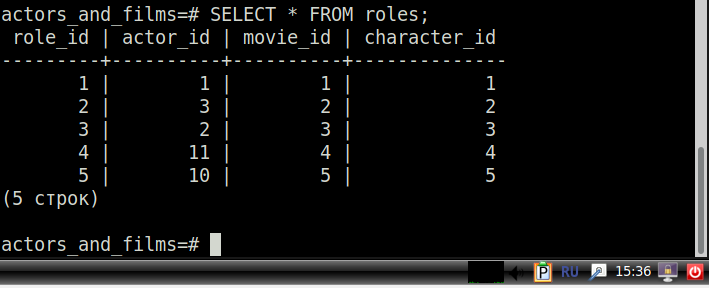 actors_and_films=# SELECT * FROM roles;
 role_id | actor_id | movie_id | character_id
---------+----------+----------+--------------
       1 |        1 |        1 |            1
       2 |        3 |        2 |            2
       3 |        2 |        3 |            3
       4 |       11 |        4 |            4
       5 |       10 |        5 |            5
(5 строк)
actors_and_films=#
P RU 15:36